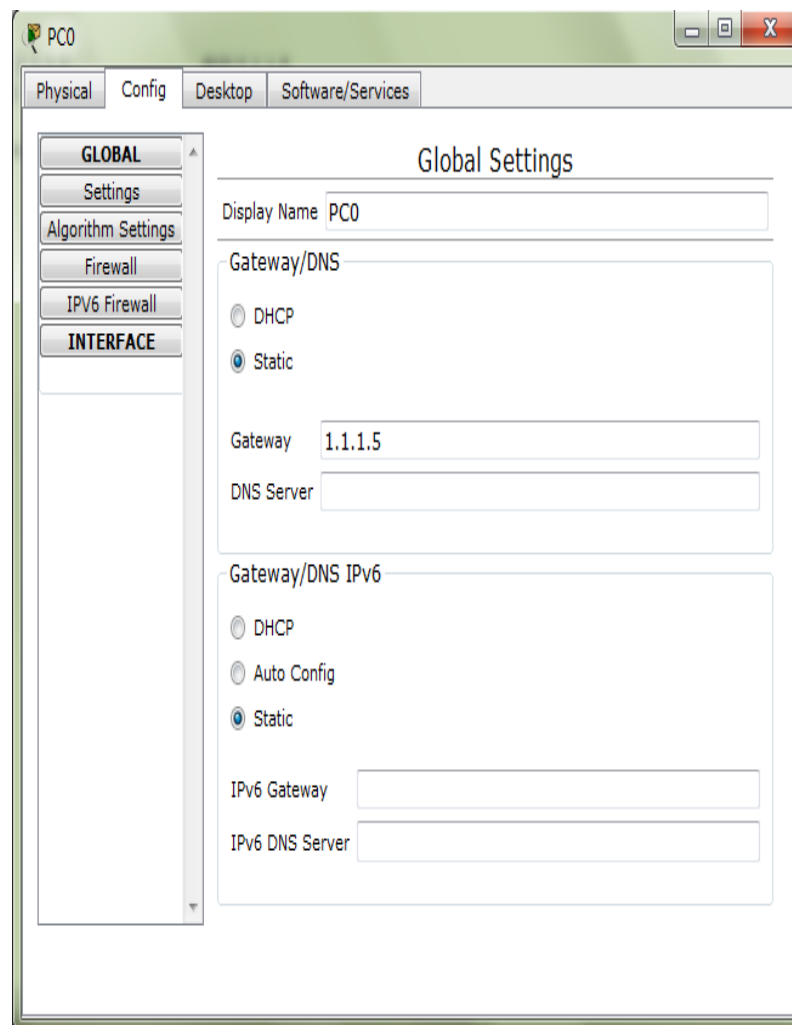 PC0
X
Physical Config Desktop Software/Services
GLOBAL
Settings
Algorithm Settings
Firewall
IPV6 Firewall
INTERFACE
Global Settings
Display Name PC0
Gateway/DNS
DHCP
Static
Gateway 1.1.1.5
DNS Server
Gateway/DNS IPv6
DHCP
Auto Config
Static
IPv6 Gateway
IPv6 DNS Server